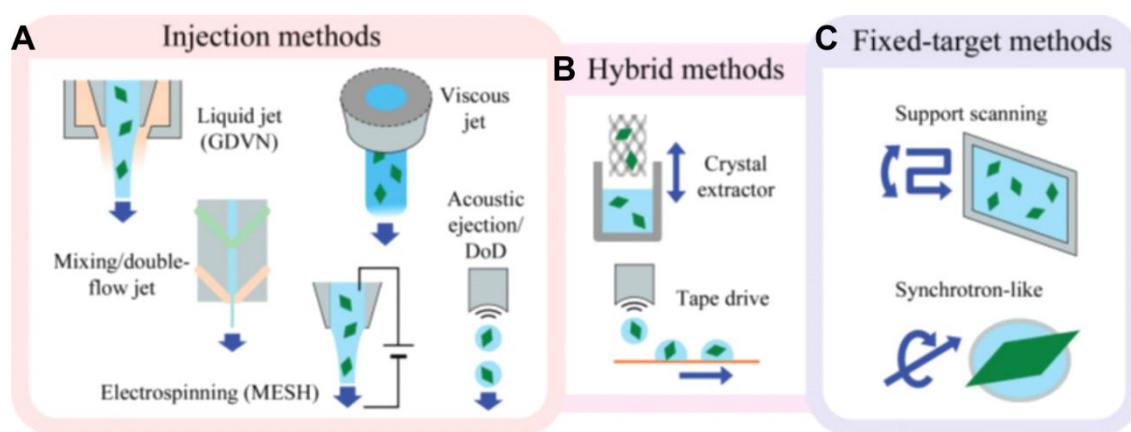 A
Injection methods
Liquid jet
(GDVN)
Viscous
jet
Mixing/double-
flow jet
Acoustic
ejection/
DoD
Electrospinning (MESH)
B
Hybrid methods
Crystal
extractor
Tape drive
C
Fixed-target methods
Support scanning
Synchrotron-like